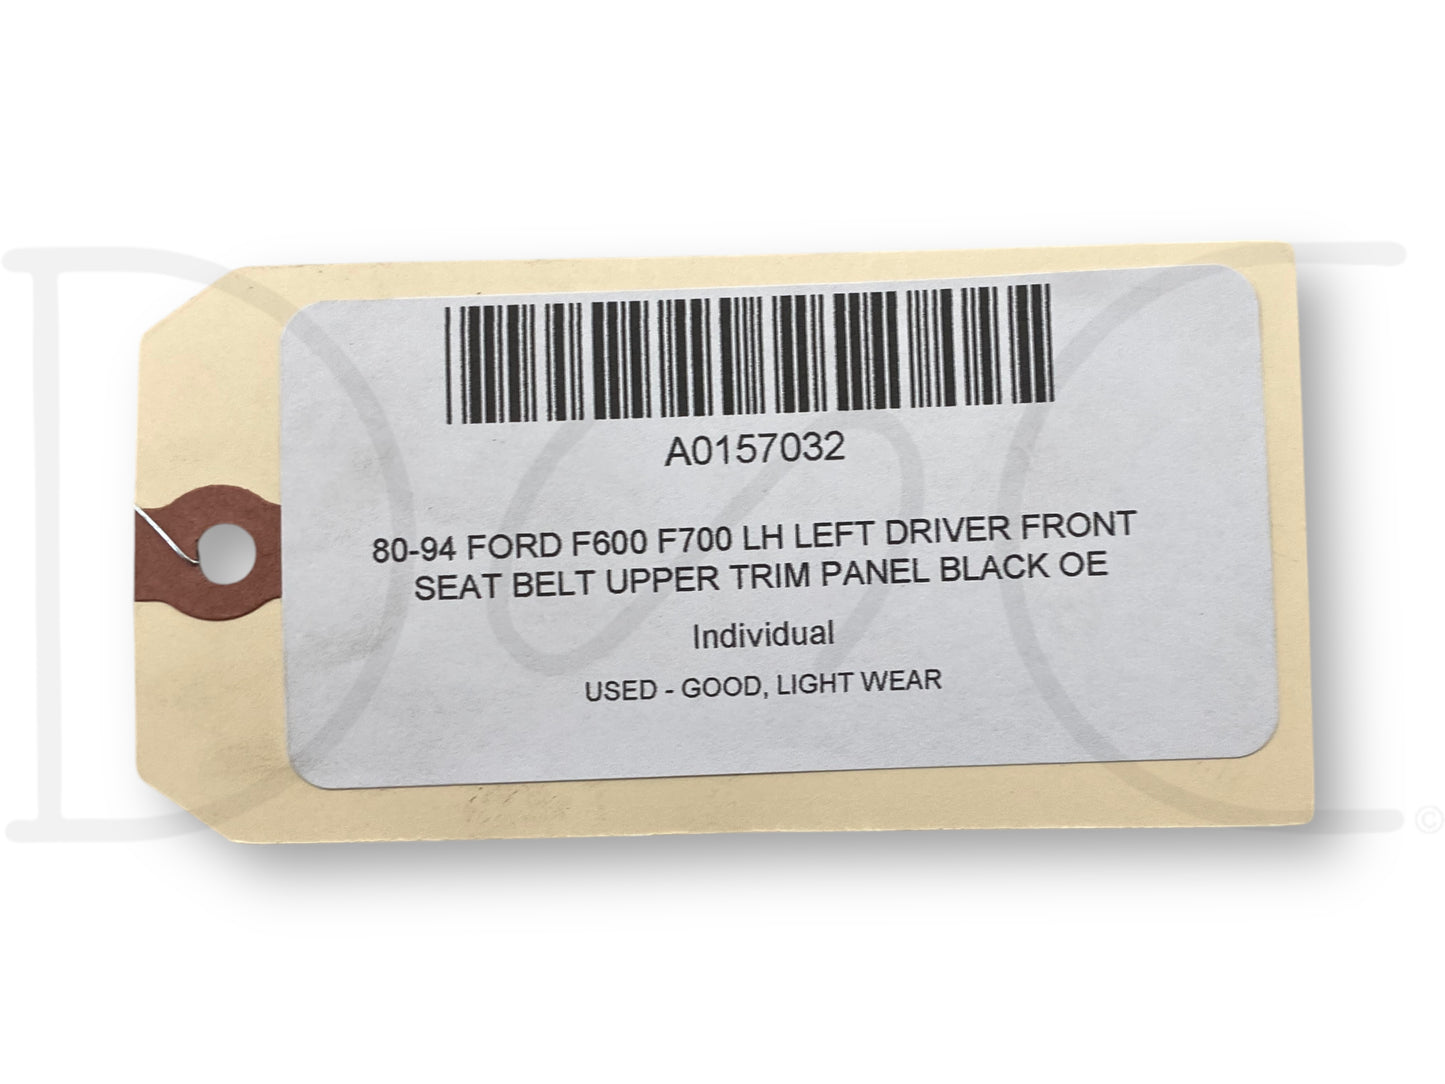 A0157032
80-94 FORD F600 F700 LH LEFT DRIVER FRONT
SEAT BELT UPPER TRIM PANEL BLACK OE
Individual
USED - GOOD, LIGHT WEAR